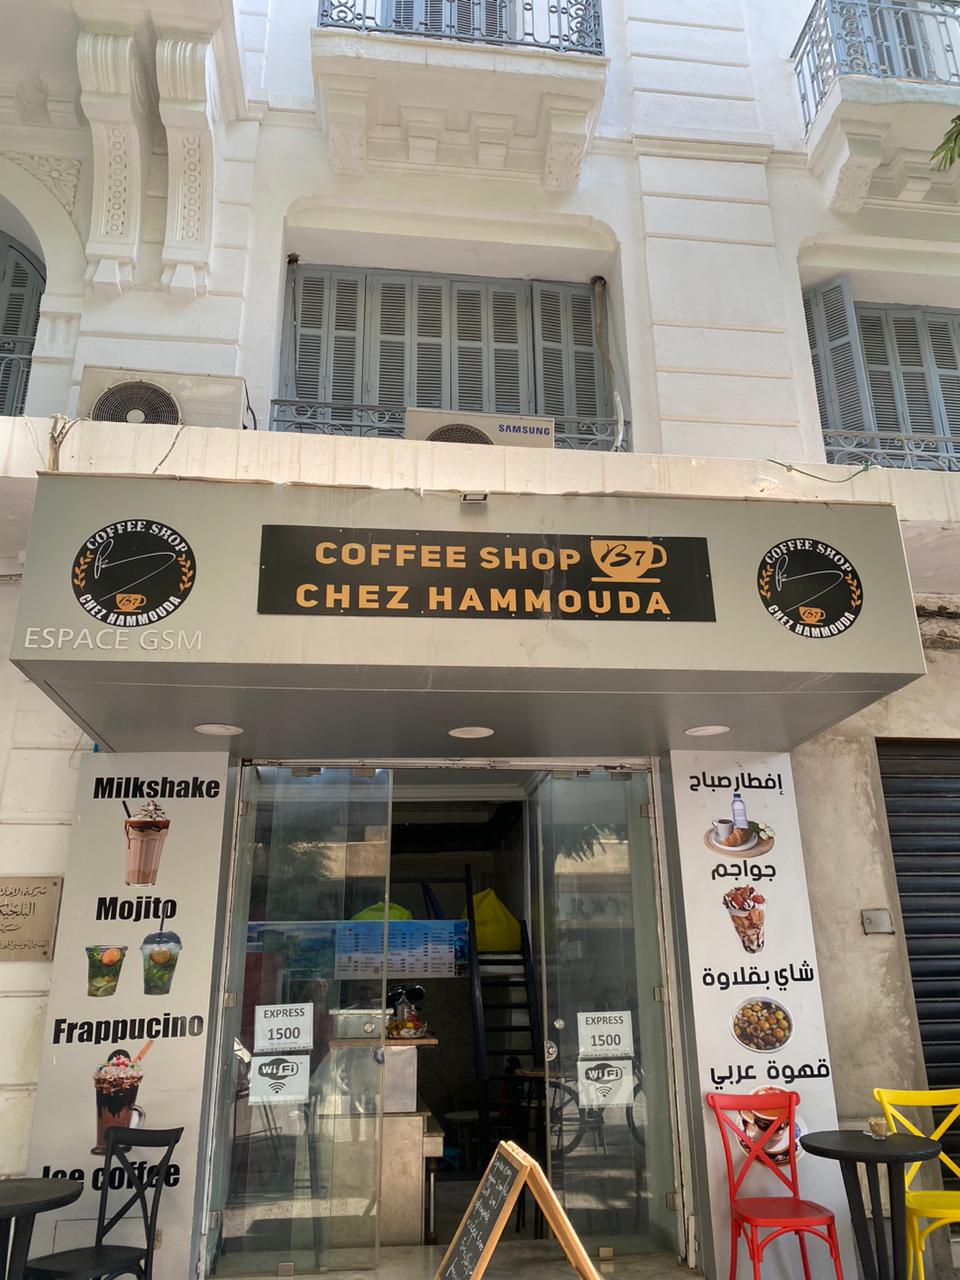 SAMSUNG
COFFEE SHOP
CHEZ HAMMOUDA
COFFEE SHOP B7
CHEZ HAMMOUDA
COFFEE SHOP
CHEZ HAMMOUDA
ESPACE GSM
Milkshake
Mojito
Frappucino
Ice coffee
إفطار صباح
جواجم
شاي بقلاوة
قهوة عربي
EXPRESS
1500
WiFi
EXPRESS
1500
WiFi